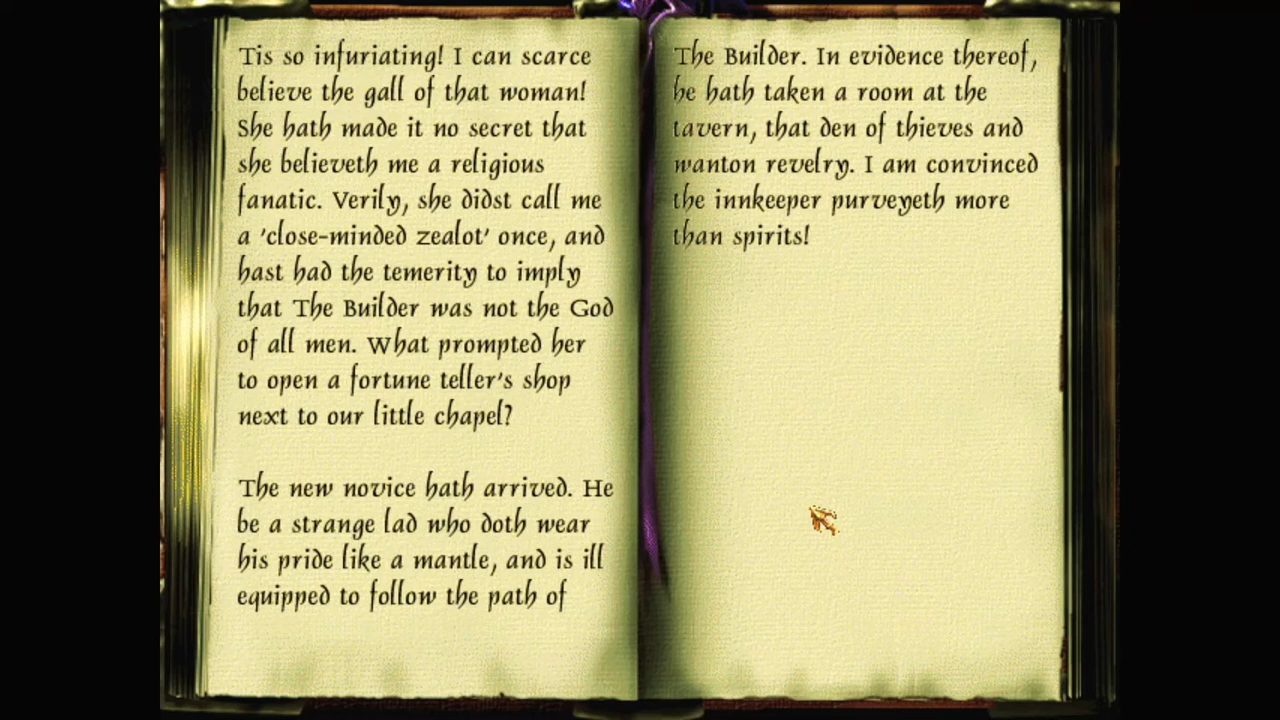 Tis so infuriating! I can scarce
believe the gall of that woman!
She hath made it no secret that
she believeth me a religious
fanatic. Verily, she didst call me
a 'close-minded zealot' once, and
hast had the temerity to imply
that The Builder was not the God
of all men. What prompted her
to open a fortune teller's shop
next to our little chapel?
The new novice hath arrived. He
be a strange lad who doth wear
his pride like a mantle, and is ill
equipped to follow the path of
The Builder. In evidence thereof,
he hath taken a room at the
tavern, that den of thieves and
wanton revelry. I am convinced
the innkeeper purveyeth more
than spirits!